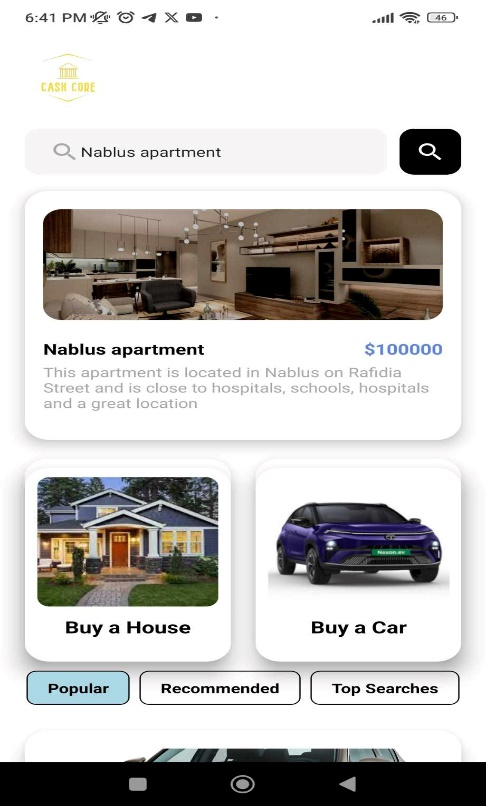 6:41 PM
46
CASH CORE
Nablus apartment
Nablus apartment $100000
This apartment is located in Nablus on Rafidia
Street and is close to hospitals, schools, hospitals
and a great location
Nexon.ev
Buy a House
Buy a Car
Popular
Recommended
Top Searches